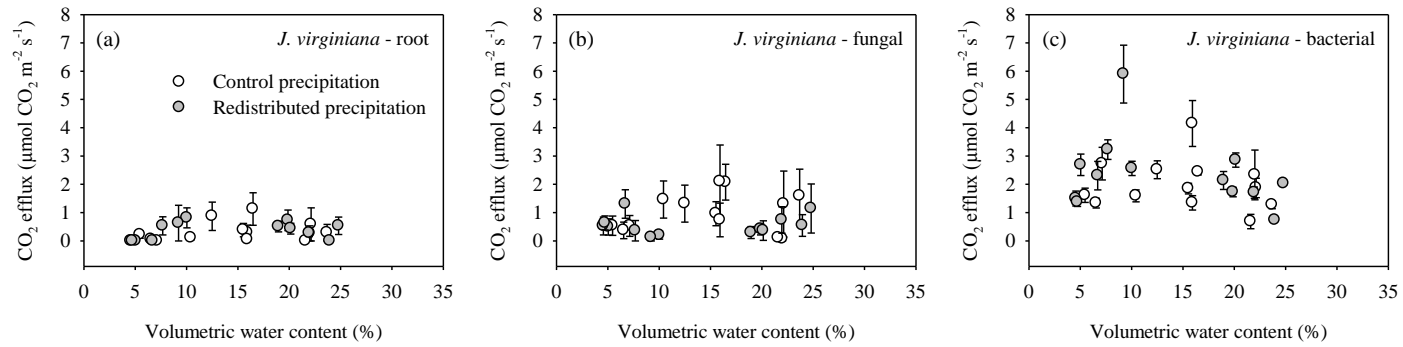 8
7
6
5
4
3
2
1
0
CO₂ efflux (μmol CO₂ m⁻² s⁻¹)
(a)
J. virginiana - root
Control precipitation
Redistributed precipitation
0 5 10 15 20 25 30 35
Volumetric water content (%)
8
7
6
5
4
3
2
1
0
CO₂ efflux (μmol CO₂ m⁻² s⁻¹)
(b)
J. virginiana - fungal
0 5 10 15 20 25 30 35
Volumetric water content (%)
8
7
6
5
4
3
2
1
0
CO₂ efflux (μmol CO₂ m⁻² s⁻¹)
(c)
J. virginiana - bacterial
0 5 10 15 20 25 30 35
Volumetric water content (%)